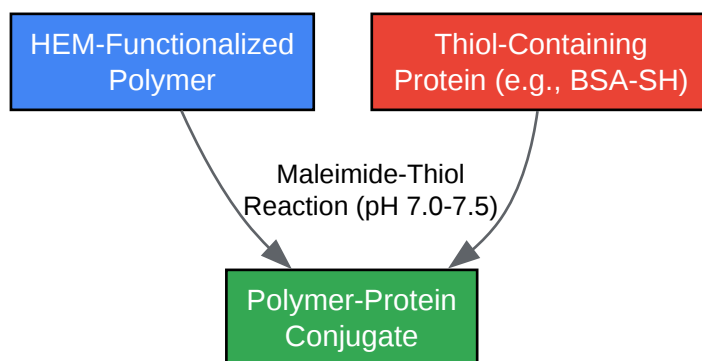 HEM-Functionalized
Polymer
Thiol-Containing
Protein (e.g., BSA-SH)
Maleimide-Thiol
Reaction (pH 7.0-7.5)
Polymer-Protein
Conjugate